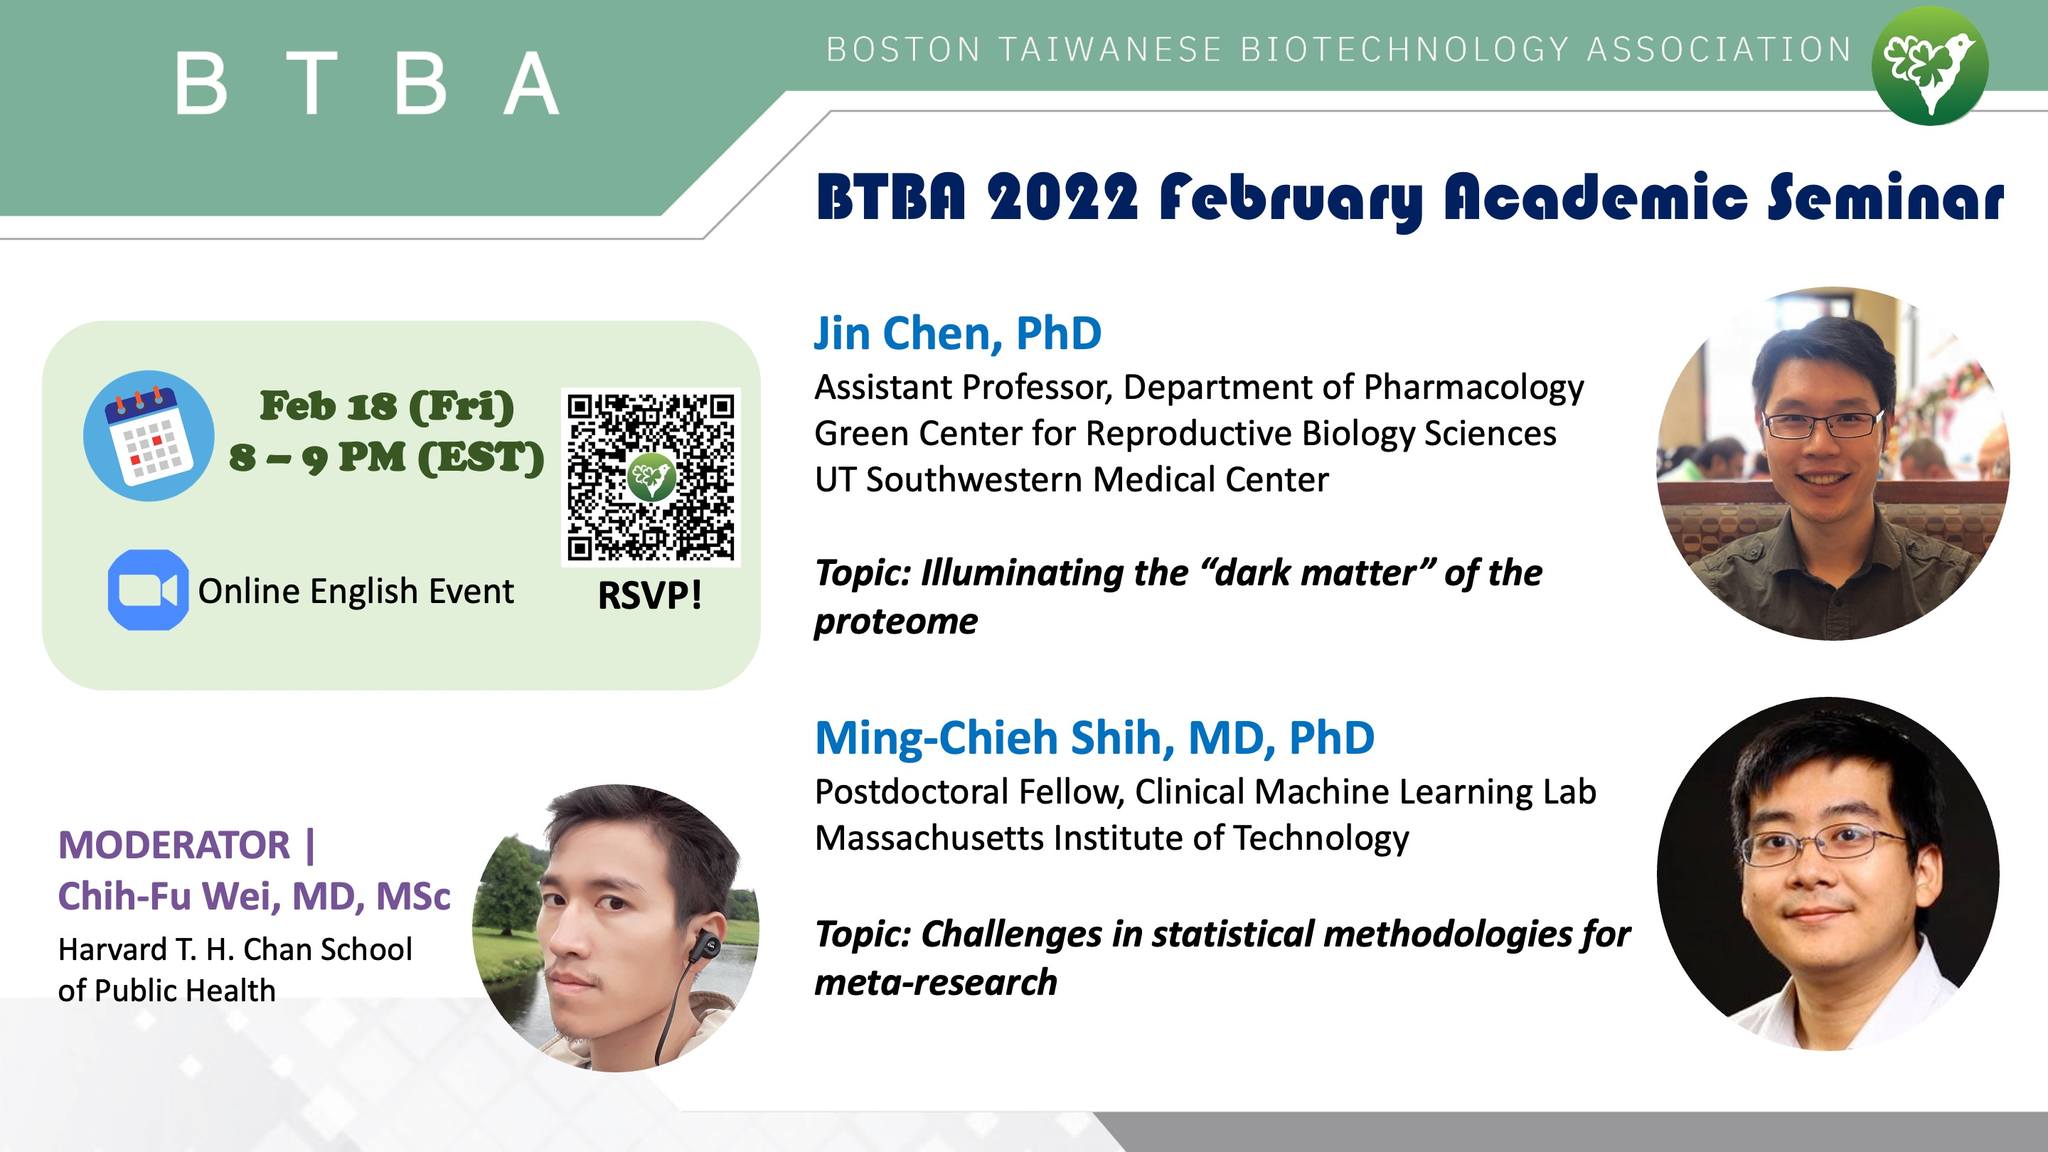 B T B A
BOSTON TAIWANESE BIOTECHNOLOGY ASSOCIATION
BTBA 2022 February Academic Seminar
Feb 18 (Fri)
8 – 9 PM (EST)
Online English Event
RSVP!
Jin Chen, PhD
Assistant Professor, Department of Pharmacology
Green Center for Reproductive Biology Sciences
UT Southwestern Medical Center
Topic: Illuminating the “dark matter” of the
proteome
Ming-Chieh Shih, MD, PhD
Postdoctoral Fellow, Clinical Machine Learning Lab
Massachusetts Institute of Technology
Topic: Challenges in statistical methodologies for
meta-research
MODERATOR |
Chih-Fu Wei, MD, MSc
Harvard T. H. Chan School
of Public Health